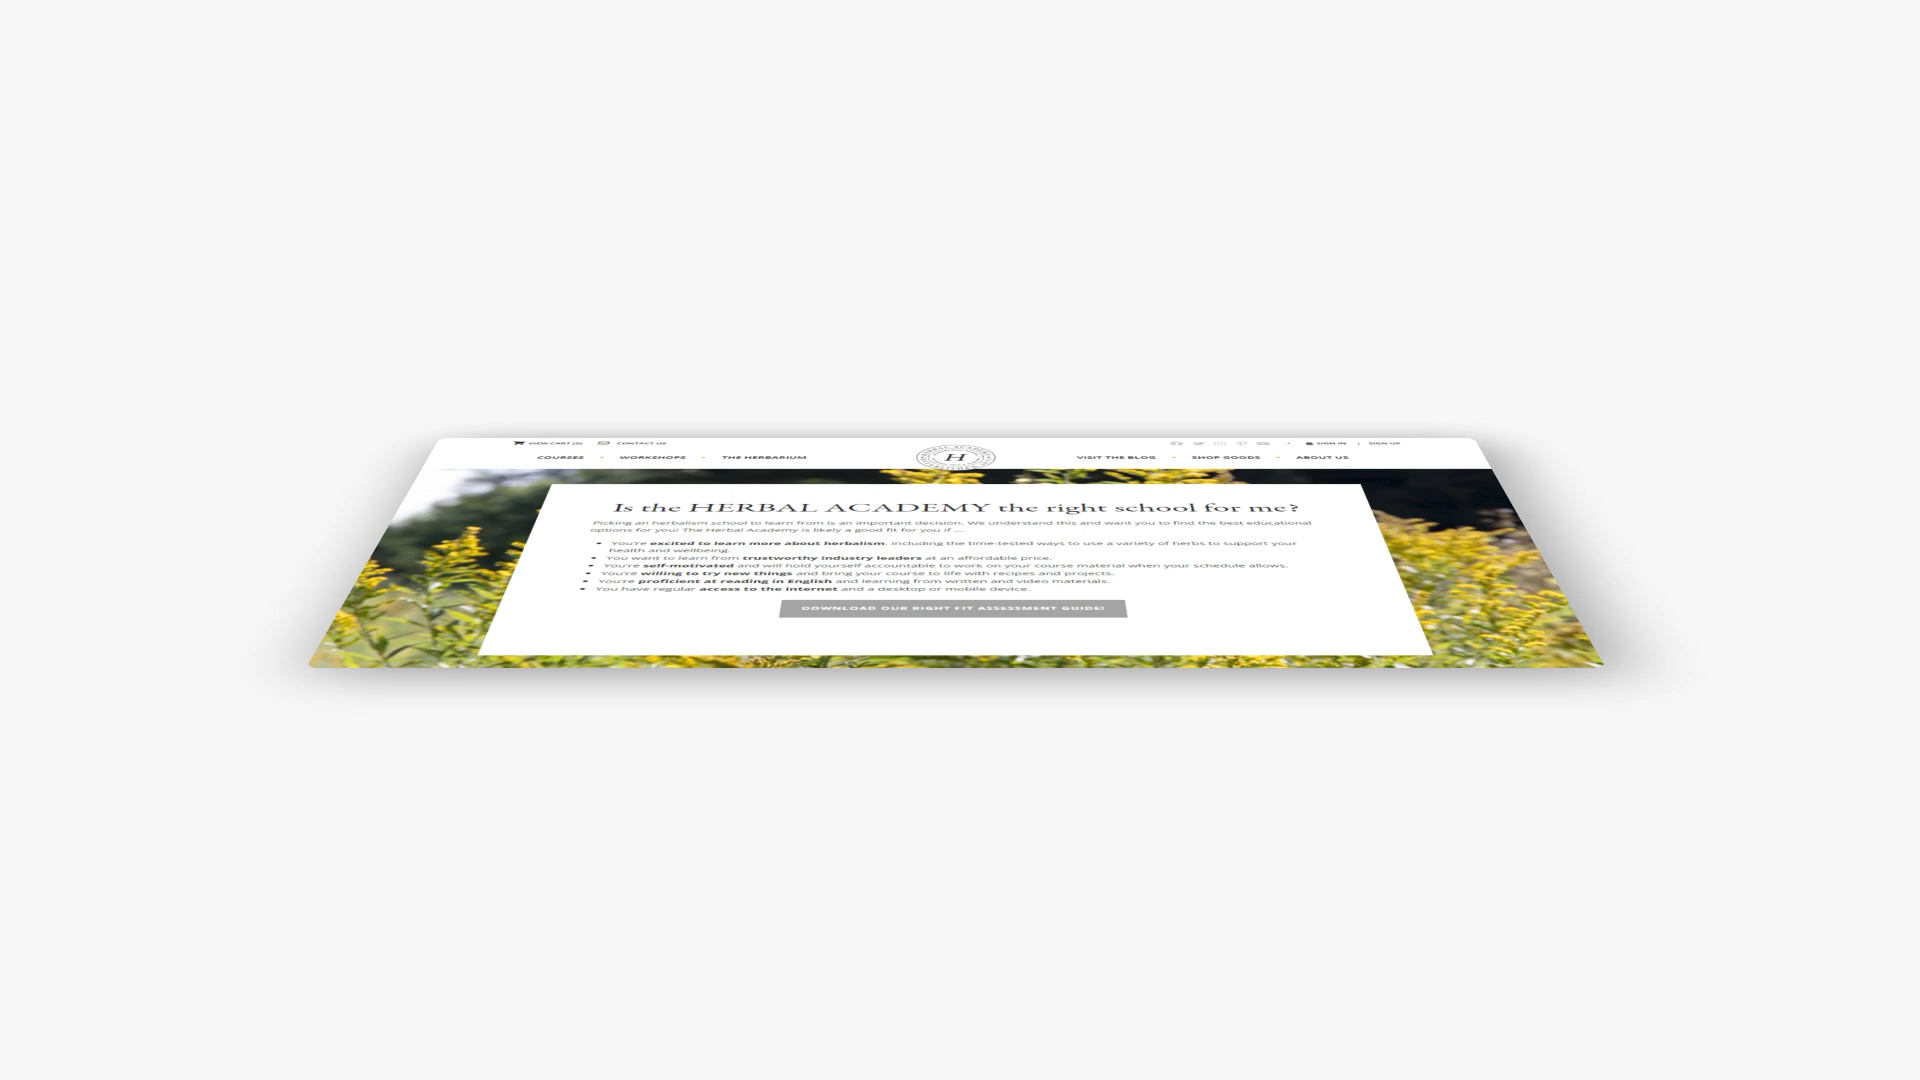 VIEW CART (0) CONTACT US SIGN IN | SIGN UP
COURSES - WORKSHOPS - THE HERBARIUM H VISIT THE BLOG - SHOP GOODS - ABOUT US
Is the HERBAL ACADEMY the right school for me?
Picking an herbalism school to learn from is an important decision. We understand this and want you to find the best educational
options for you! The Herbal Academy is likely a good fit for you if ...
• You're excited to learn more about herbalism, including the time-tested ways to use a variety of herbs to support your
health and wellbeing.
• You want to learn from trustworthy industry leaders at an affordable price.
• You're self-motivated and will hold yourself accountable to work on your course material when your schedule allows.
• You're willing to try new things and bring your course to life with recipes and projects.
• You're proficient at reading in English and learning from written and video materials.
• You have regular access to the internet and a desktop or mobile device.
DOWNLOAD OUR RIGHT FIT ASSESSMENT GUIDE!